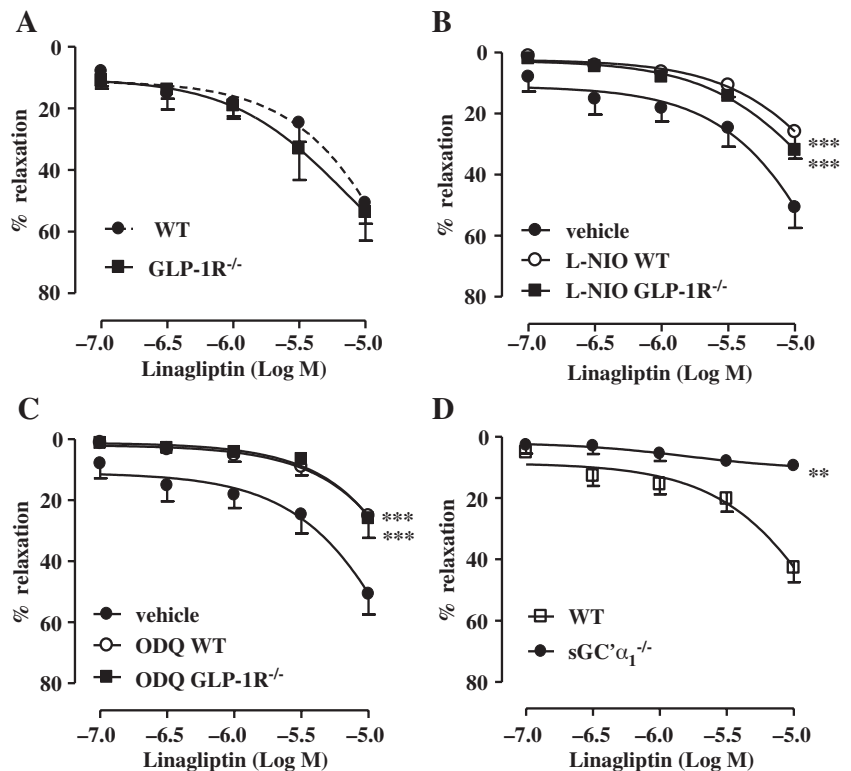 A
0
20
40
60
80
% relaxation
WT
GLP-1R-/-
−7.0 −6.5 −6.0 −5.5 −5.0
Linagliptin (Log M)
B
0
20
40
60
80
% relaxation
***
***
vehicle
L-NIO WT
L-NIO GLP-1R-/-
−7.0 −6.5 −6.0 −5.5 −5.0
Linagliptin (Log M)
C
0
20
40
60
80
% relaxation
***
***
vehicle
ODQ WT
ODQ GLP-1R-/-
−7.0 −6.5 −6.0 −5.5 −5.0
Linagliptin (Log M)
D
0
20
40
60
80
% relaxation
**
WT
sGC'α1-/-
−7.0 −6.5 −6.0 −5.5 −5.0
Linagliptin (Log M)